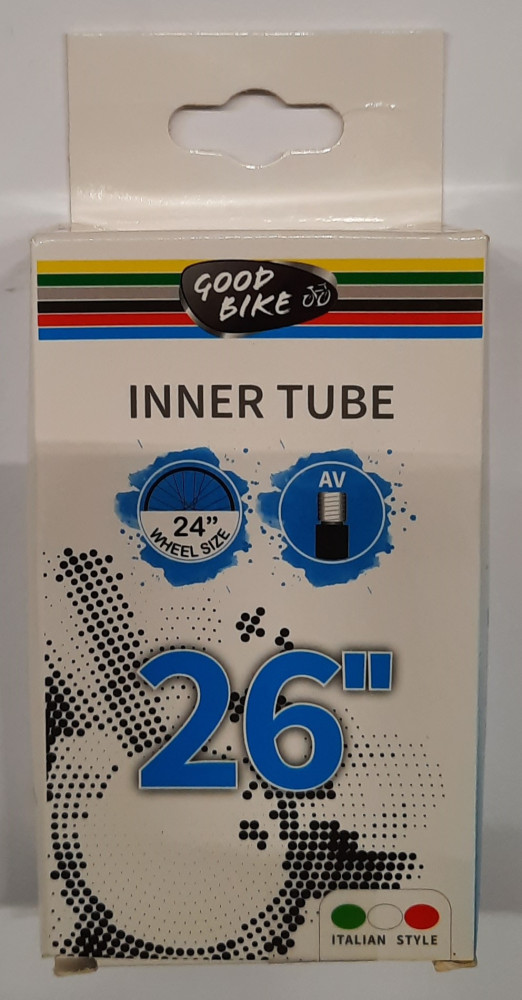 GOOD
BIKE
INNER TUBE
24”
WHEEL SIZE
AV
26"
ITALIAN STYLE